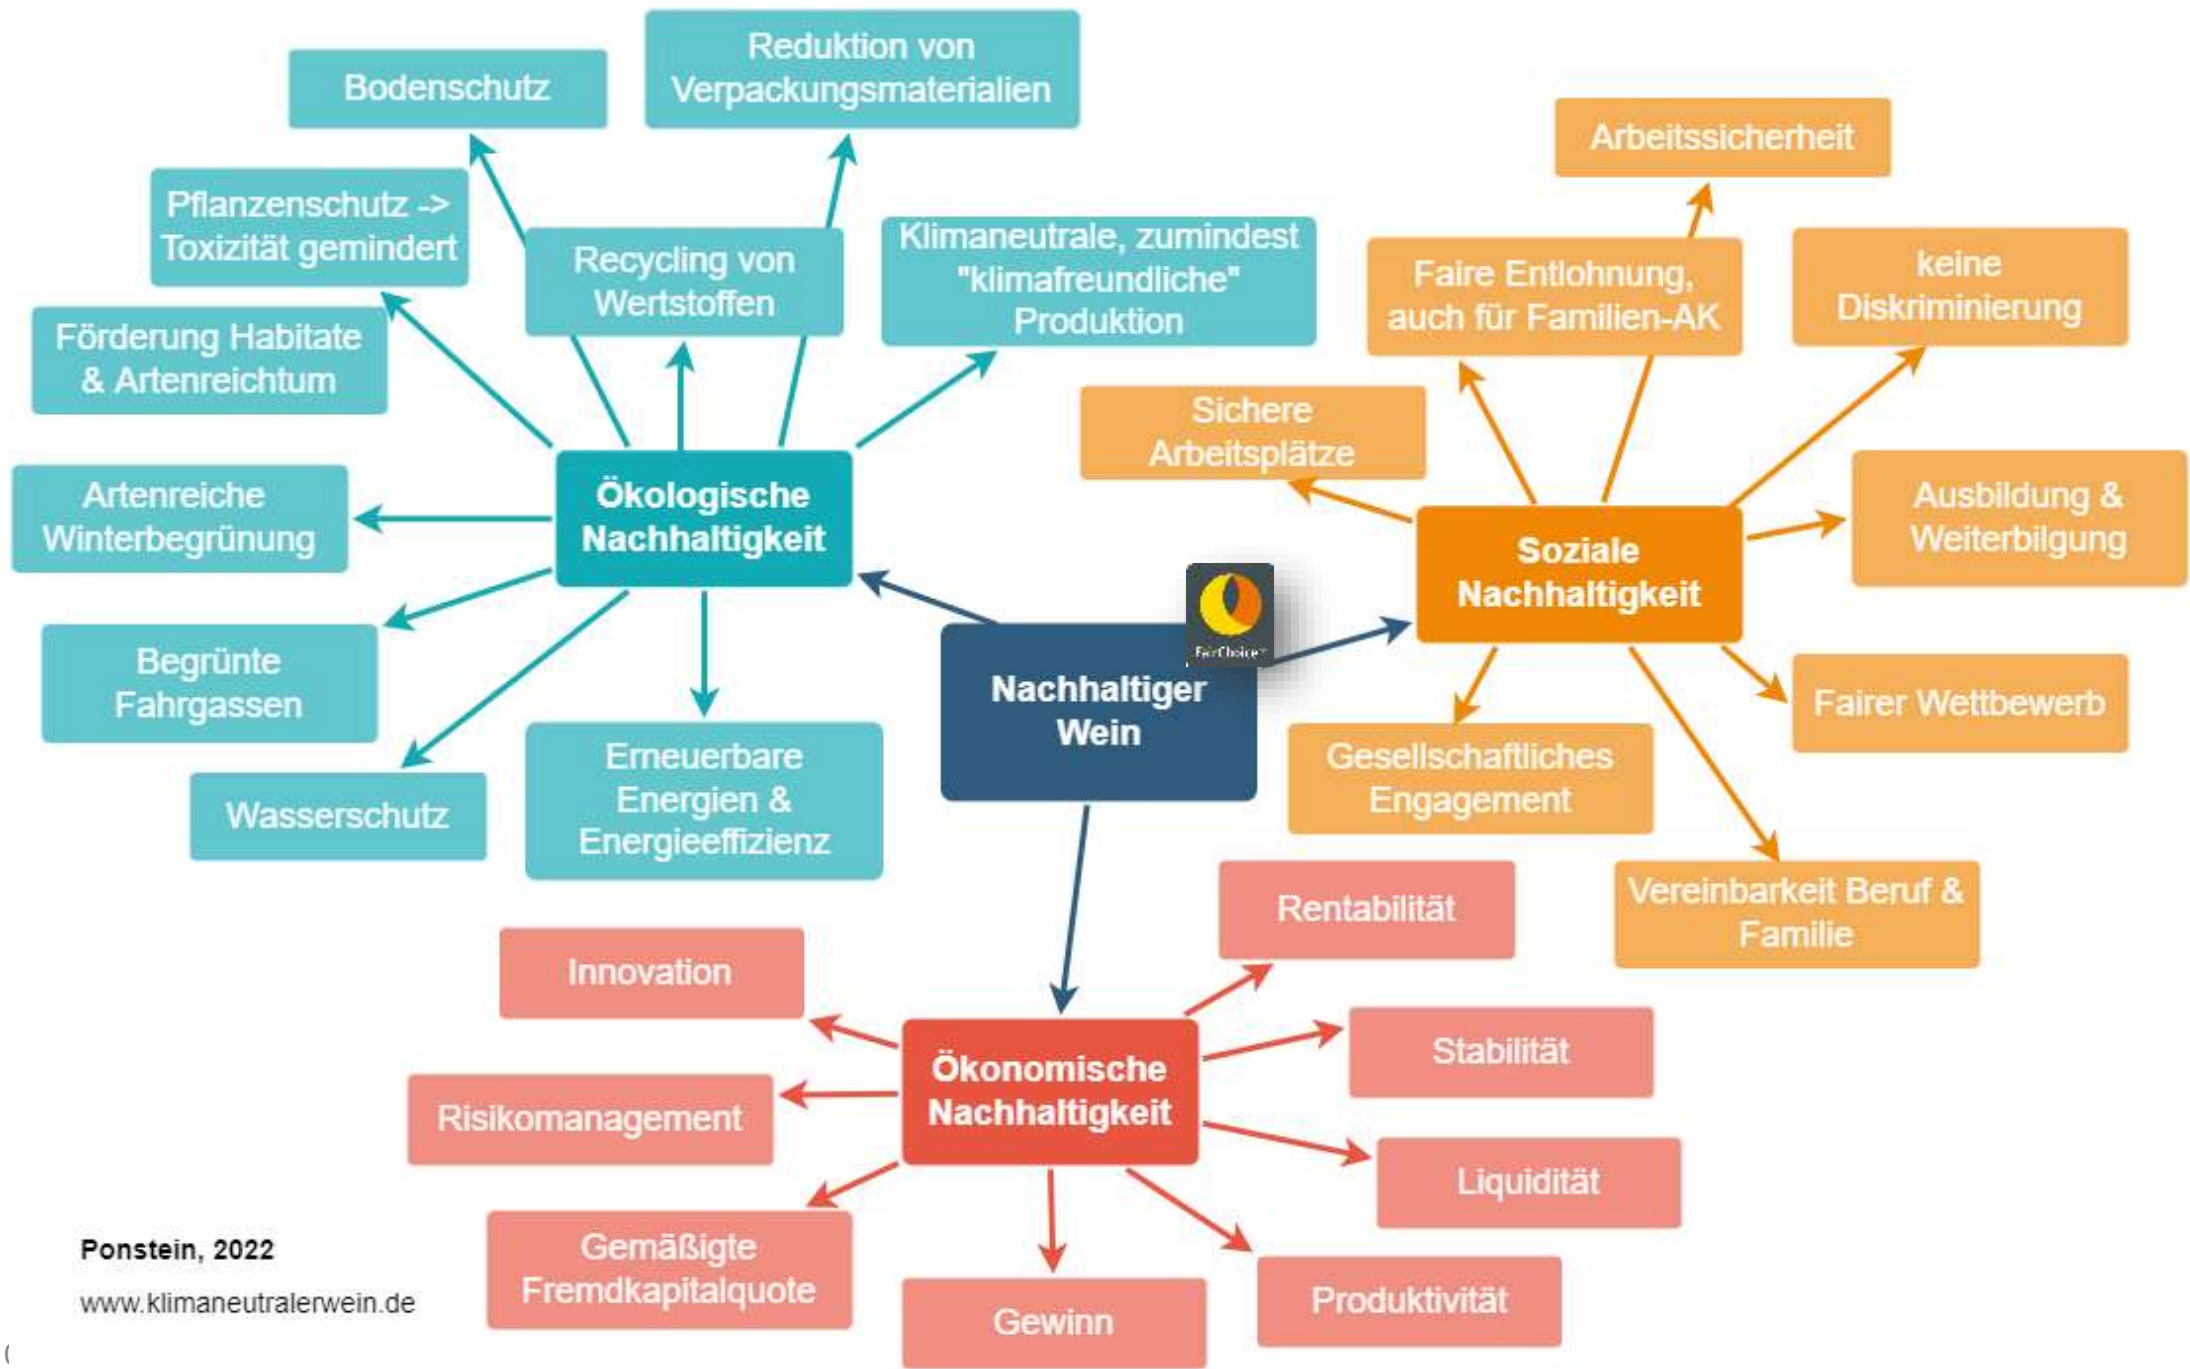 Bodenschutz
Reduktion von
Verpackungsmaterialien
Pflanzenschutz ->
Toxizität gemindert
Recycling von
Wertstoffen
Klimaneutrale, zumindest
"klimafreundliche"
Produktion
Förderung Habitate
& Artenreichtum
Artenreiche
Winterbegrünung
Ökologische
Nachhaltigkeit
Begrünte
Fahrgassen
Wasserschutz
Erneuerbare
Energien &
Energieeffizienz
Arbeitssicherheit
Faire Entlohnung,
auch für Familien-AK
keine
Diskriminierung
Sichere
Arbeitsplätze
Soziale
Nachhaltigkeit
Ausbildung &
Weiterbilgung
Fairer Wettbewerb
Gesellschaftliches
Engagement
Vereinbarkeit Beruf &
Familie
FairChoice
Nachhaltiger
Wein
Rentabilität
Innovation
Stabilität
Ökonomische
Nachhaltigkeit
Risikomanagement
Liquidität
Gemäßigte
Fremdkapitalquote
Gewinn
Produktivität
Ponstein, 2022
www.klimaneutralerwein.de